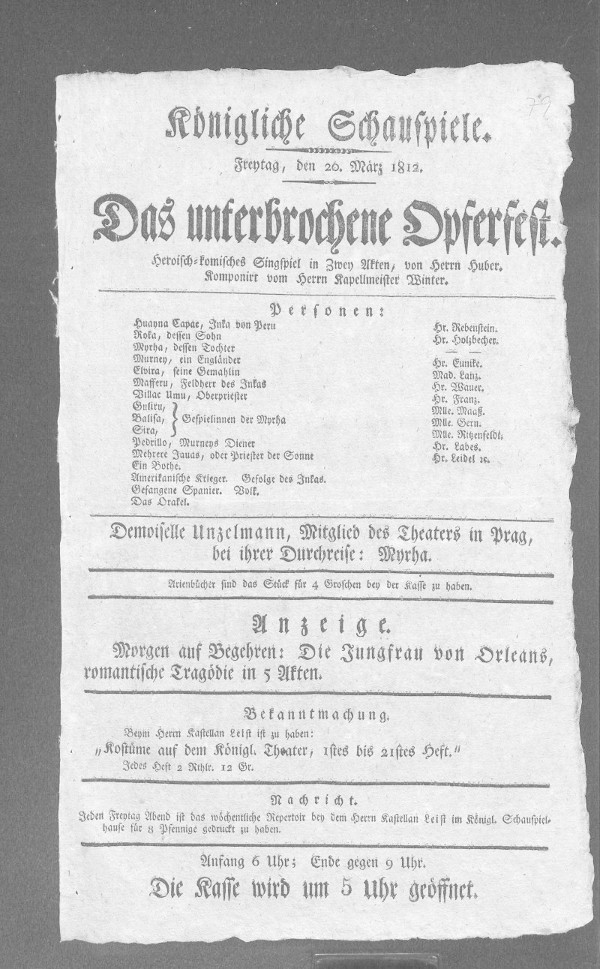 79
Königliche Schauspiele.
Freytag, den 20. März 1812.
Das unterbrochene Opferfest.
Heroisch-komisches Singspiel in Zwey Akten, von Herrn Huber.
Komponirt vom Herrn Kapellmeister Winter.
Personen:
Huayna Capac, Inka von Peru Hr. Rebenstein.
Roka, dessen Sohn Hr. Holzbecher.
Myrha, dessen Tochter — —
Murney, ein Engländer Hr. Eunike.
Elvira, seine Gemahlin Mad. Lanz.
Mafferu, Feldherr des Inkas Hr. Wauer.
Villac Umu, Oberpriester Hr. Franz.
Guliru, Mlle. Maaß.
Balisa, } Gespielinnen der Myrha Mlle. Gern.
Sira, Mlle. Ritzenfeldt.
Pedrillo, Murneys Diener Hr. Labes.
Mehrere Jauas, oder Priester der Sonne Hr. Leidel ꝛc.
Ein Bothe.
Amerikanische Krieger. Gefolge des Inkas.
Gefangene Spanier. Volk.
Das Orakel.
Demoiselle Unzelmann, Mitglied des Theaters in Prag,
bei ihrer Durchreise: Myrha.
Arienbücher sind das Stück für 4 Groschen bey der Kasse zu haben.
Anzeige.
Morgen auf Begehren: Die Jungfrau von Orleans,
romantische Tragödie in 5 Akten.
Bekanntmachung.
Beym Herrn Kastellan Leist ist zu haben:
„Kostüme auf dem Königl. Theater, 1stes bis 21stes Heft.“
Jedes Heft 2 Rthlr. 12 Gr.
Nachricht.
Jeden Freytag Abend ist das wöchentliche Repertoir bey dem Herrn Kastellan Leist im Königl. Schauspiel-
hause für 8 Pfennige gedruckt zu haben.
Anfang 6 Uhr; Ende gegen 9 Uhr.
Die Kasse wird um 5 Uhr geöffnet.